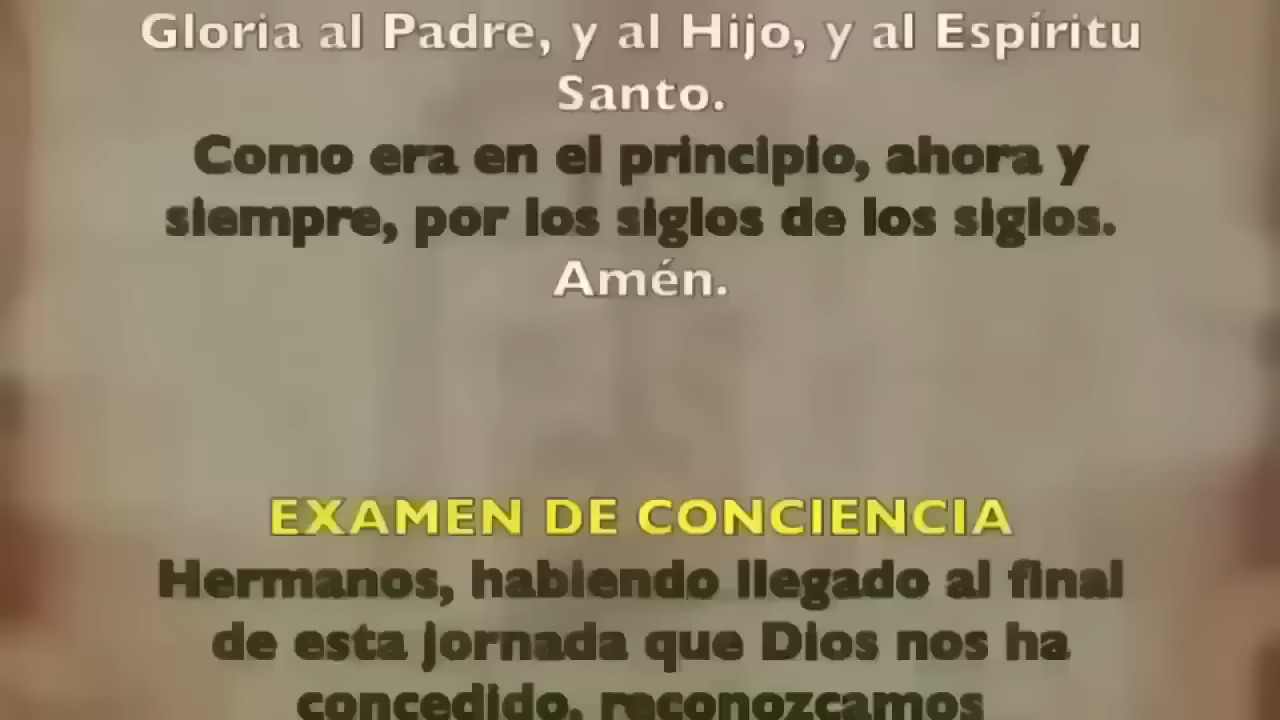 Gloria al Padre, y al Hijo, y al Espíritu
Santo.
Como era en el principio, ahora y
siempre, por los siglos de los siglos.
Amén.
EXAMEN DE CONCIENCIA
Hermanos, habiendo llegado al final
de esta jornada que Dios nos ha
concedido, reconozcamos